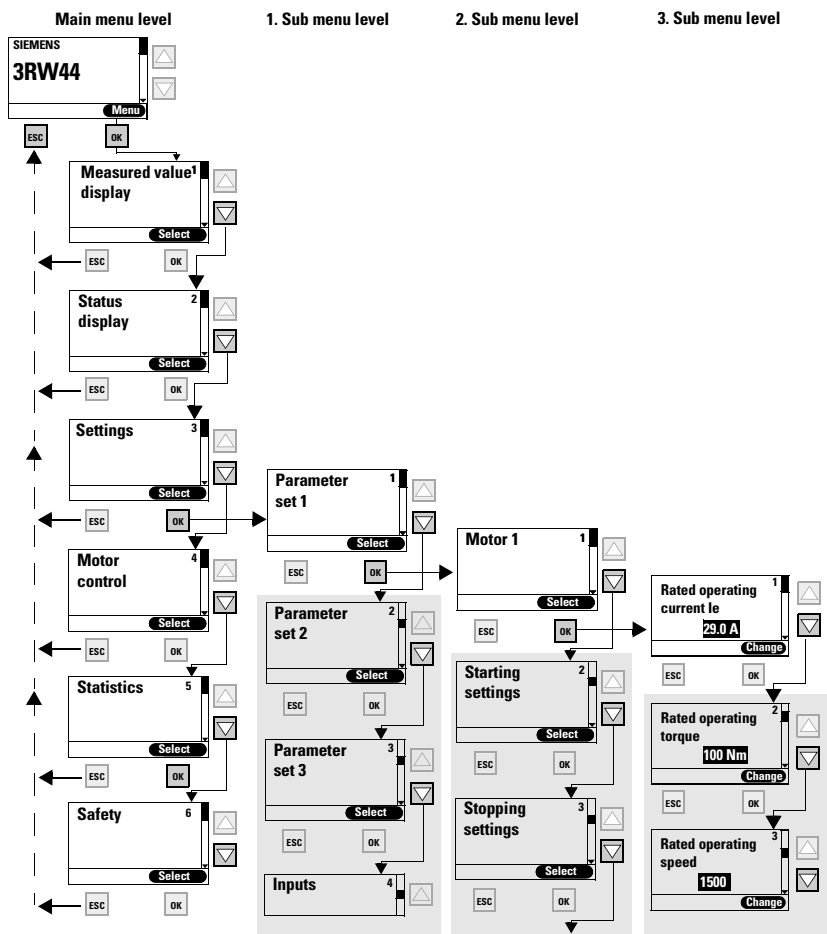 Main menu level
1. Sub menu level
2. Sub menu level
3. Sub menu level
SIEMENS
3RW44
Menu
ESC
OK
Measured value
1
display
Select
ESC
OK
Status
2
display
Select
ESC
OK
Settings
3
Select
ESC
OK
Motor
4
control
Select
ESC
OK
Statistics
5
Select
ESC
OK
Safety
6
Select
ESC
OK
Parameter
1
set 1
Select
ESC
OK
Parameter
2
set 2
Select
ESC
OK
Parameter
3
set 3
Select
ESC
OK
Inputs
4
Motor 1
1
Select
ESC
OK
Starting
2
settings
Select
ESC
OK
Stopping
3
settings
Select
ESC
OK
Rated operating
1
current Ie
29.0 A
Change
ESC
OK
Rated operating
2
torque
100 Nm
Change
ESC
OK
Rated operating
3
speed
1500
Change